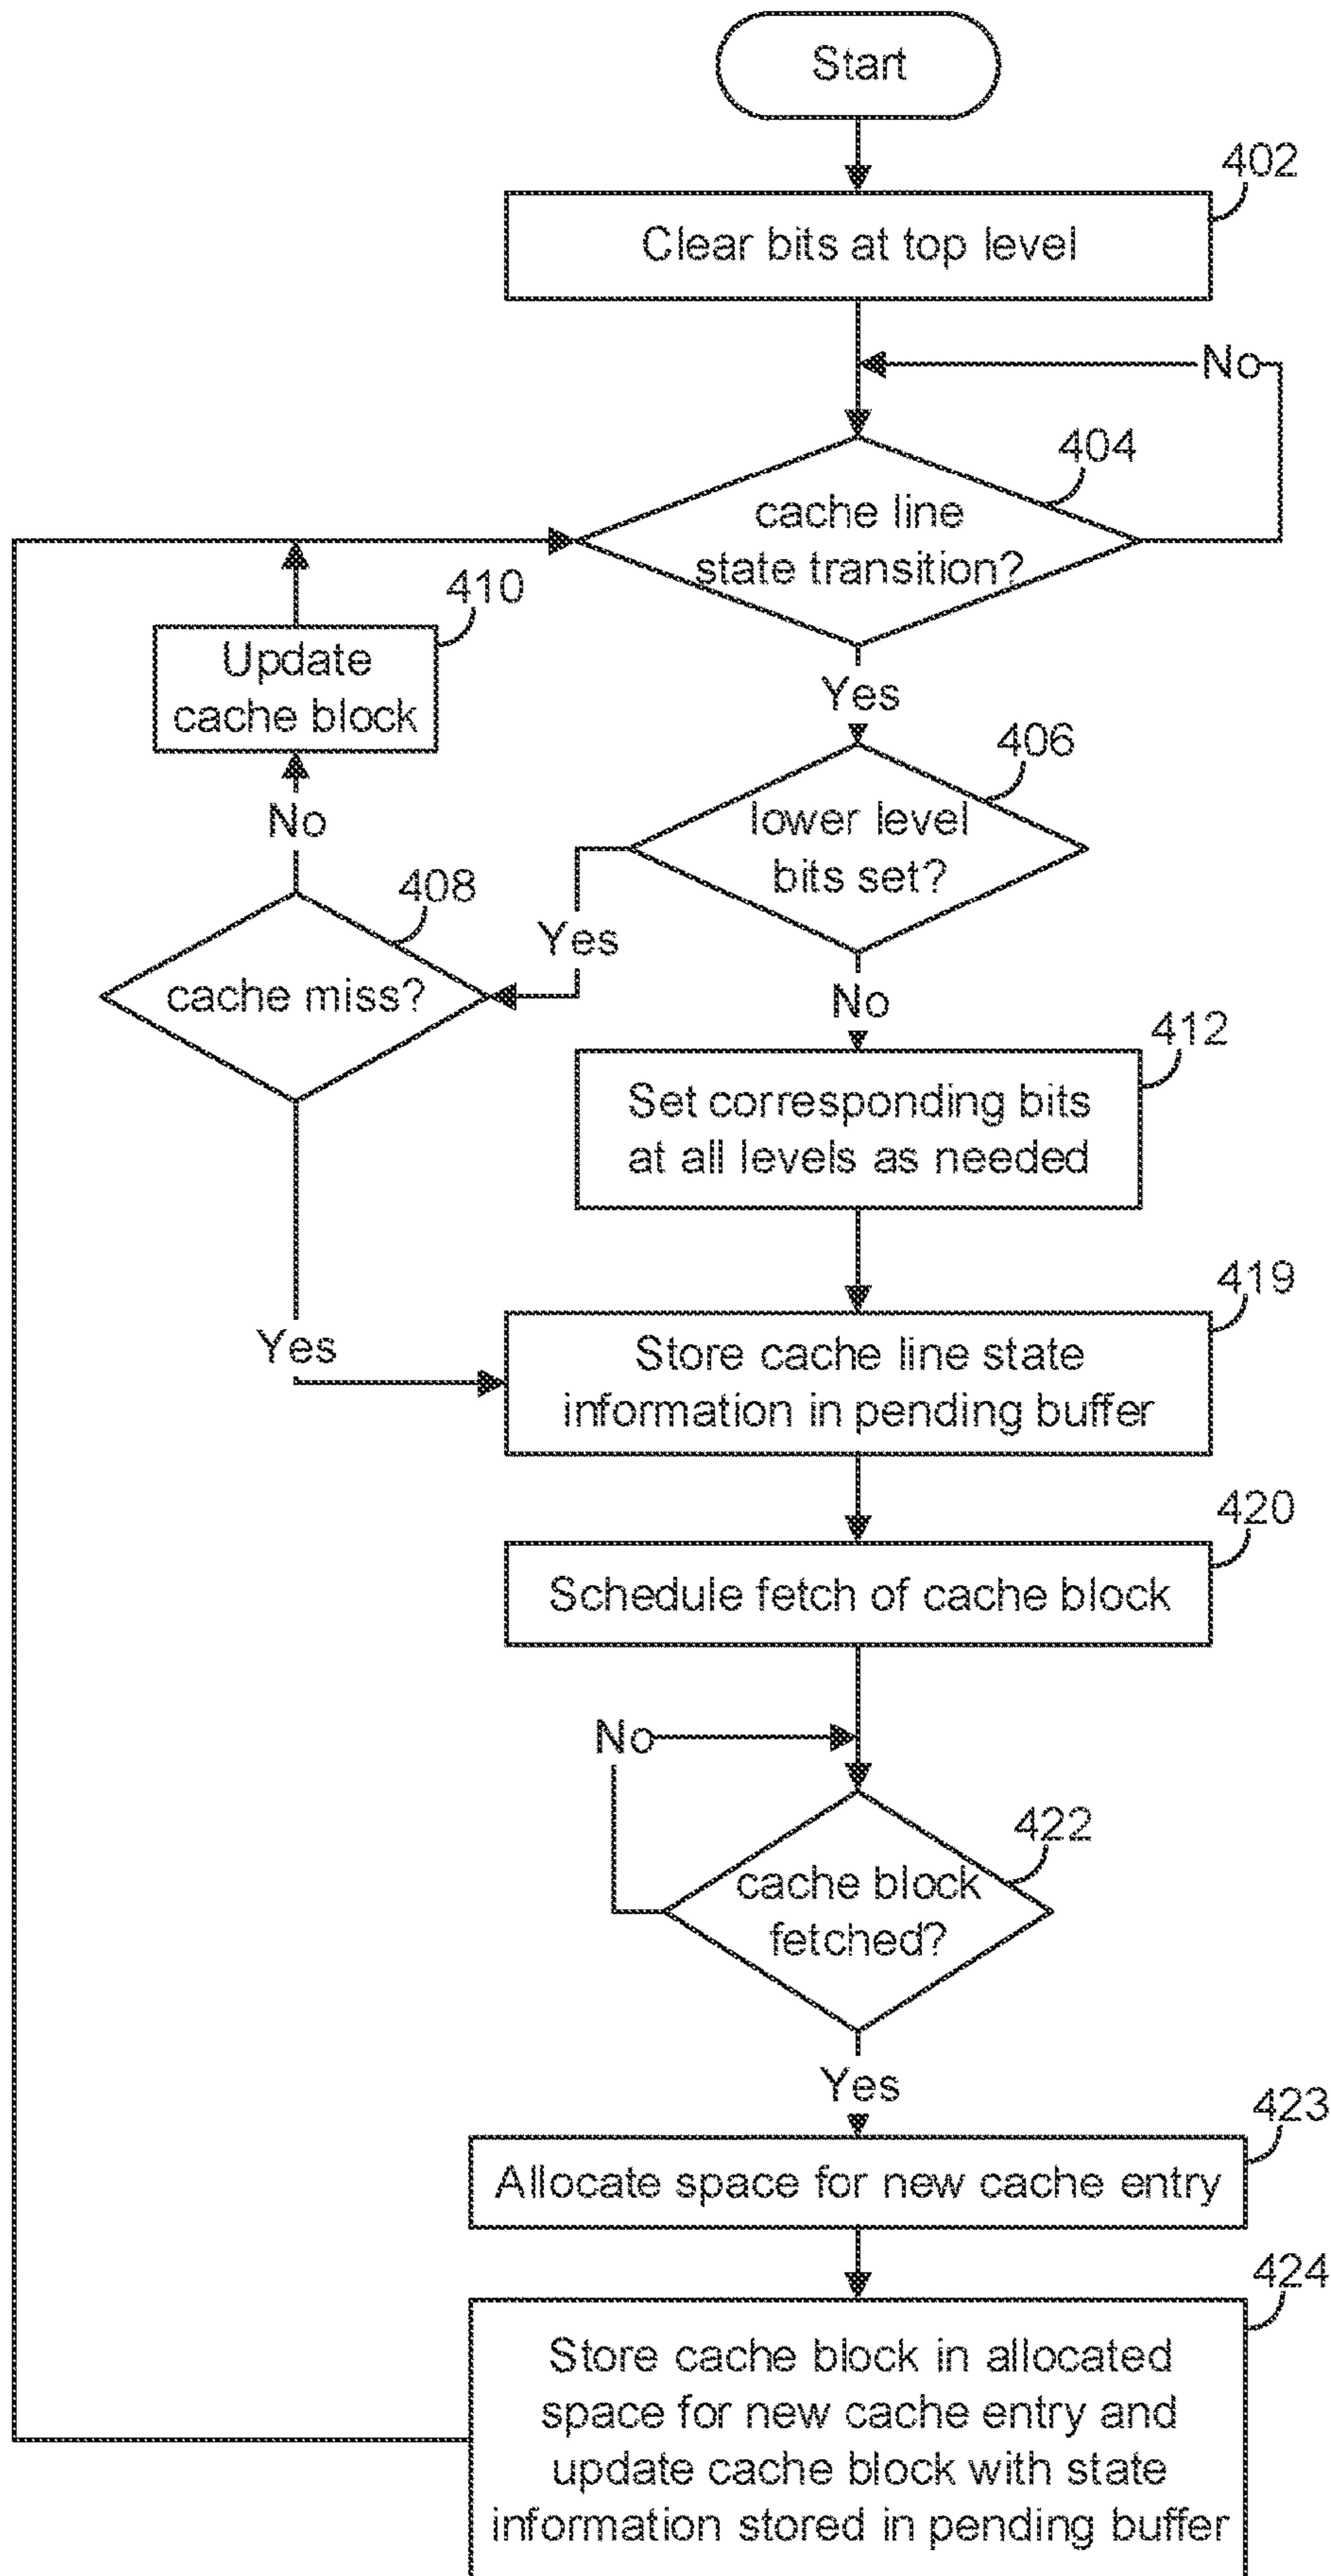 Start
402
Clear bits at top level
No
404
cache line
state transition?
410
Update
cache block
Yes
406
lower level
bits set?
No
408
cache miss?
Yes
No
412
Set corresponding bits
at all levels as needed
419
Yes
Store cache line state
information in pending buffer
420
Schedule fetch of cache block
No
422
cache block
fetched?
Yes
423
Allocate space for new cache entry
424
Store cache block in allocated
space for new cache entry and
update cache block with state
information stored in pending buffer